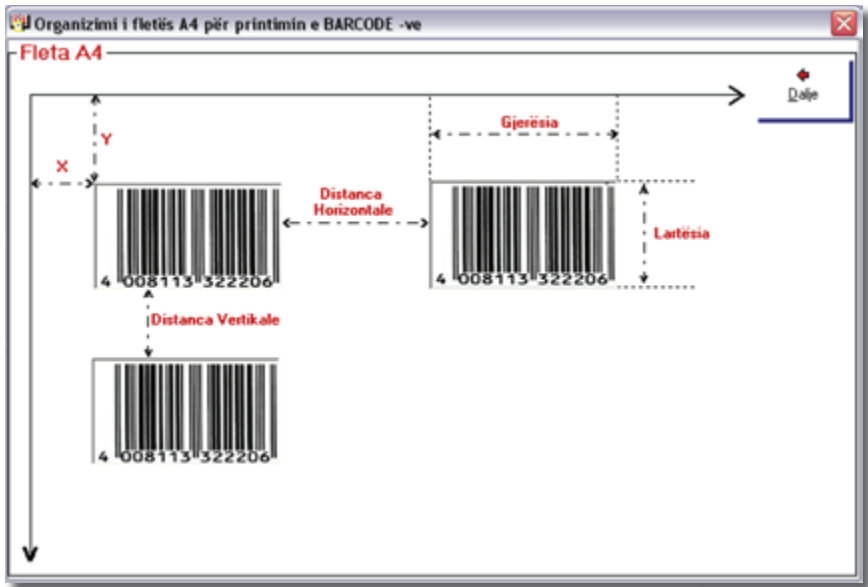 Organizimi i fletës A4 për printimin e BARCODE -ve
Fleta A4
Dalje
Y
Gjerësia
X
Distanca
Horizontale
Lartësia
4 008113 322206
4 008113 322206
Distanca Vertikale
4 008113 322206